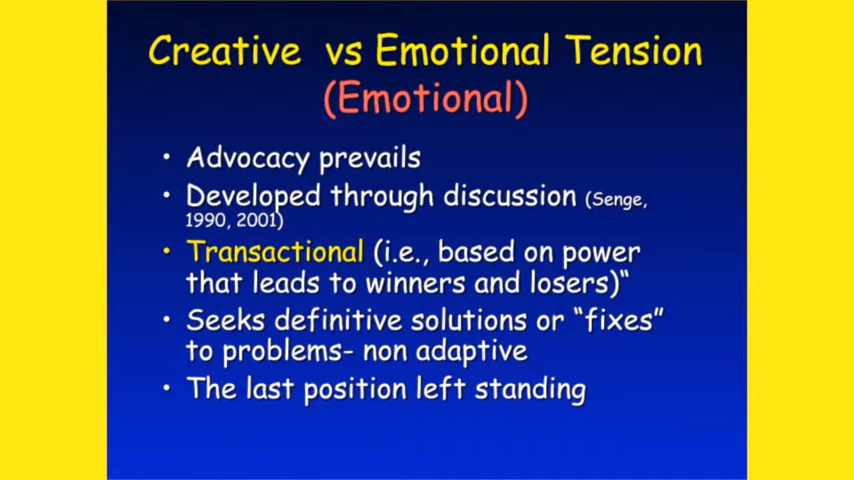 Creative vs Emotional Tension
(Emotional)
• Advocacy prevails
• Developed through discussion (Senge,
1990, 2001)
• Transactional (i.e., based on power
that leads to winners and losers)“
• Seeks definitive solutions or “fixes”
to problems- non adaptive
• The last position left standing